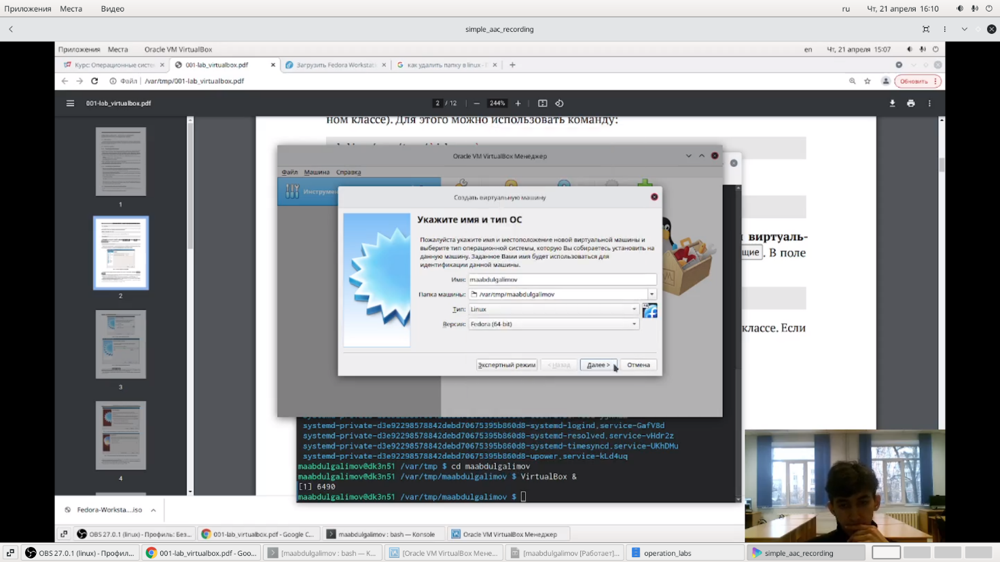 Приложения Места Видео ru Чт, 21 апреля 16:10
simple_aac_recording
Приложения Места Oracle VM VirtualBox en Чт, 21 апреля 15:07
Курс: Операционные систе 001-lab_virtualbox.pdf Загрузить Fedora Workstat как удалить папку в linux -
Файл /var/tmp/001-lab_virtualbox.pdf Обновить
001-lab_virtualbox.pdf 2 / 12 244%
ном классе). Для этого можно использовать команду:
Oracle VM VirtualBox Менеджер
Файл Машина Справка
Инструмен
Создать виртуальную машину
Укажите имя и тип ОС
Пожалуйста укажите имя и местоположение новой виртуальной машины и
выберите тип операционной системы, которую Вы собираетесь установить на
данную машину. Заданное Вами имя будет использоваться для
идентификации данной машины.
Имя: maabdulgalimov
Папка машины: /var/tmp/maabdulgalimov
Тип: Linux
Версия: Fedora (64-bit)
Экспертный режим < Назад Далее > Отмена
виртуаль-
щие . В поле
классе. Если
1
2
3
4
systemd-private-d3e92298578842debd70675395b860d8-systemd-logind.service-GafV8d
systemd-private-d3e92298578842debd70675395b860d8-systemd-resolved.service-vHdr2z
systemd-private-d3e92298578842debd70675395b860d8-systemd-timesyncd.service-UKhDMu
systemd-private-d3e92298578842debd70675395b860d8-upower.service-kLd4uq
maabdulgalimov@dk3n51 /var/tmp $ cd maabdulgalimov
maabdulgalimov@dk3n51 /var/tmp/maabdulgalimov $ VirtualBox &
[1] 6490
maabdulgalimov@dk3n51 /var/tmp/maabdulgalimov $
Fedora-Worksta....iso
OBS 27.0.1 (linux) - Профиль: Без... 001-lab_virtualbox.pdf - Google C... maabdulgalimov : bash — Konsole Oracle VM VirtualBox Менеджер
OBS 27.0.1 (linux) - Профил... 001-lab_virtualbox.pdf - Goo... [maabdulgalimov : bash — K... [Oracle VM VirtualBox Мене... [maabdulgalimov [Работает]... operation_labs simple_aac_recording